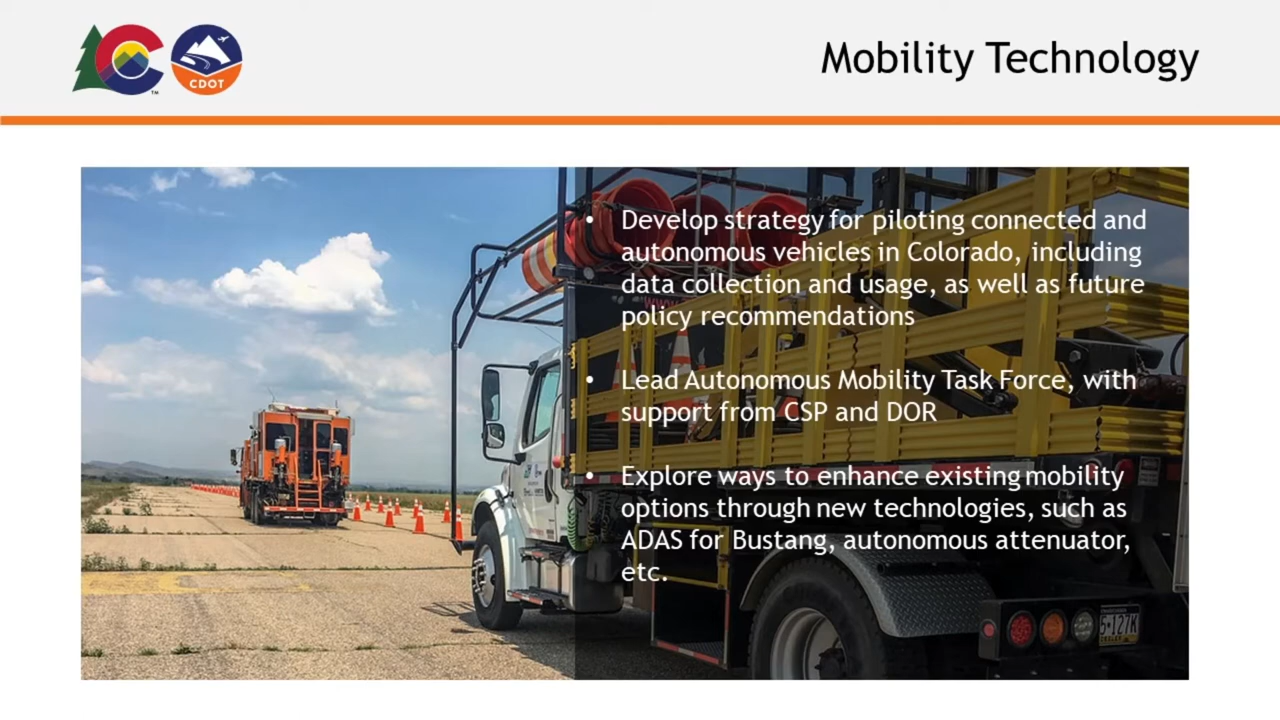 CDOT
TM
Mobility Technology
• Develop strategy for piloting connected and
autonomous vehicles in Colorado, including
data collection and usage, as well as future
policy recommendations
• Lead Autonomous Mobility Task Force, with
support from CSP and DOR
• Explore ways to enhance existing mobility
options through new technologies, such as
ADAS for Bustang, autonomous attenuator,
etc.